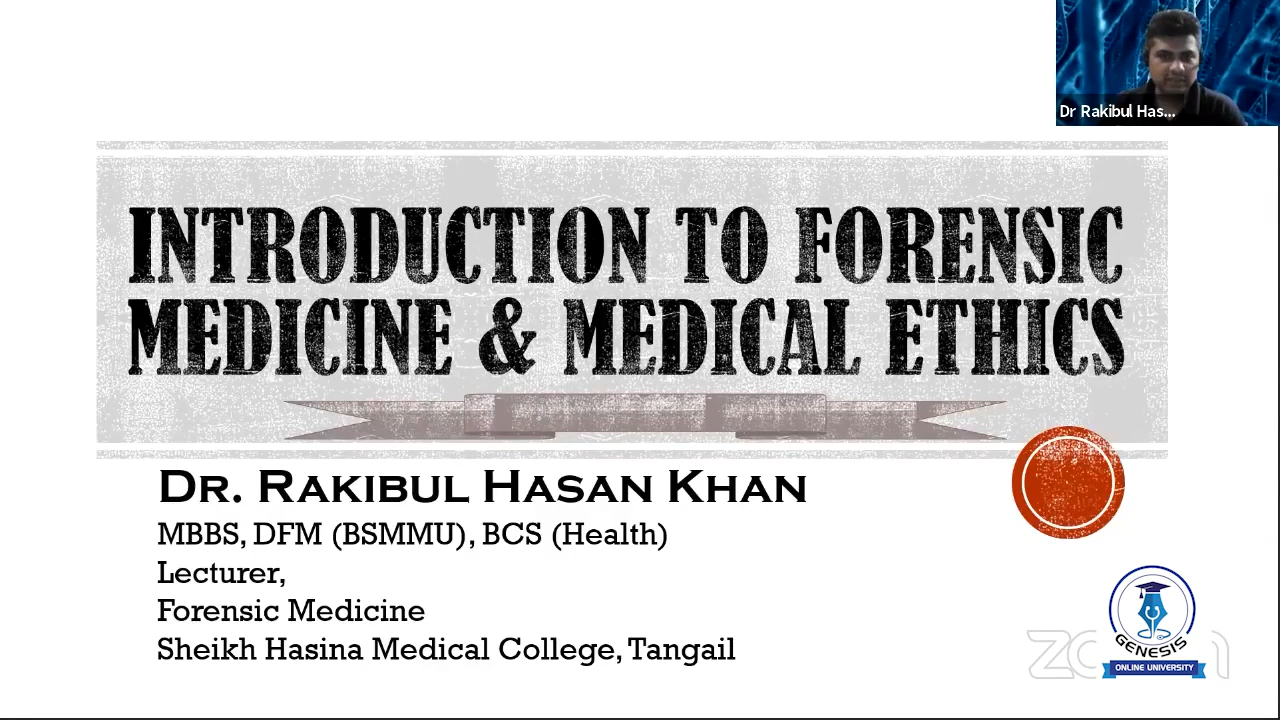 Dr Rakibul Has...
INTRODUCTION TO FORENSIC
MEDICINE & MEDICAL ETHICS
DR. RAKIBUL HASAN KHAN
MBBS, DFM (BSMMU), BCS (Health)
Lecturer,
Forensic Medicine
Sheikh Hasina Medical College, Tangail
GENESIS
ONLINE UNIVERSITY